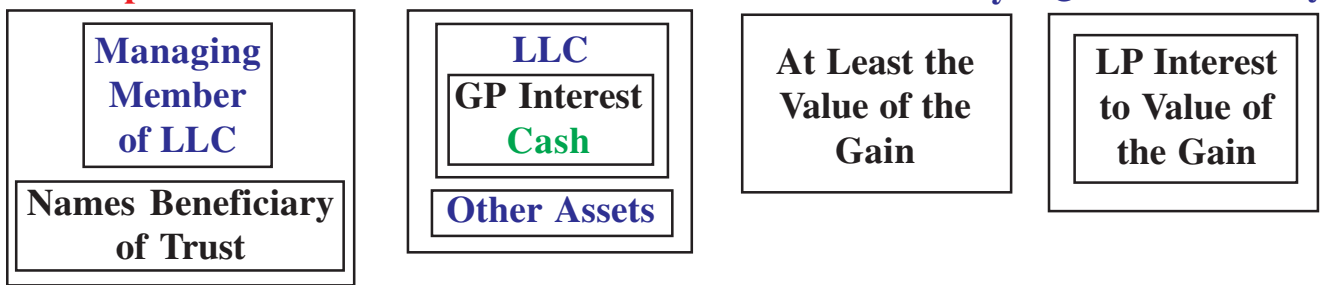 Managing
Member
of LLC
Names Beneficiary
of Trust
LLC
GP Interest
Cash
Other Assets
At Least the
Value of the
Gain
LP Interest
to Value of
the Gain